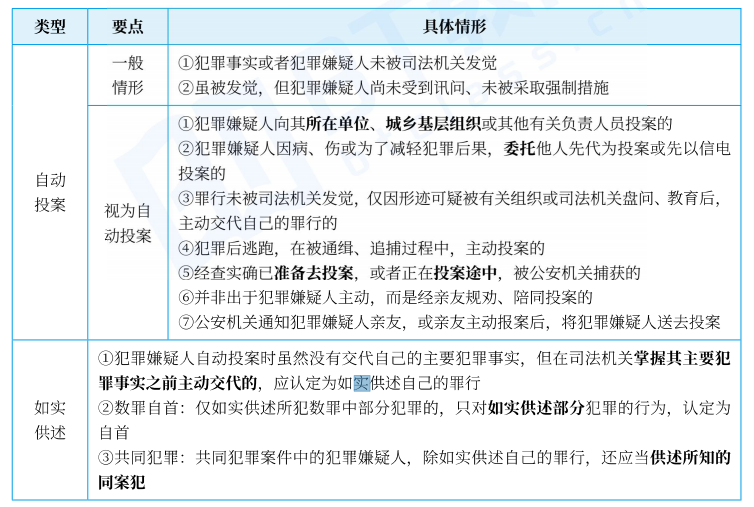 类型 要点 具体情形
一般
情形
①犯罪事实或者犯罪嫌疑人未被司法机关发觉
②虽被发觉，但犯罪嫌疑人尚未受到讯问、未被采取强制措施
自动
投案
视为自
动投案
①犯罪嫌疑人向其所在单位、城乡基层组织或其他有关负责人员投案的
②犯罪嫌疑人因病、伤或为了减轻犯罪后果，委托他人先代为投案或先以信电
投案的
③罪行未被司法机关发觉，仅因形迹可疑被有关组织或司法机关盘问、教育后，
主动交代自己的罪行的
④犯罪后逃跑，在被通缉、追捕过程中，主动投案的
⑤经查实确已准备去投案，或者正在投案途中，被公安机关捕获的
⑥并非出于犯罪嫌疑人主动，而是经亲友规劝、陪同投案的
⑦公安机关通知犯罪嫌疑人亲友，或亲友主动报案后，将犯罪嫌疑人送去投案
如实
供述
①犯罪嫌疑人自动投案时虽然没有交代自己的主要犯罪事实，但在司法机关掌握其主要犯
罪事实之前主动交代的，应认定为如实供述自己的罪行
②数罪自首：仅如实供述所犯数罪中部分犯罪的，只对如实供述部分犯罪的行为，认定为
自首
③共同犯罪：共同犯罪案件中的犯罪嫌疑人，除如实供述自己的罪行，还应当供述所知的
同案犯